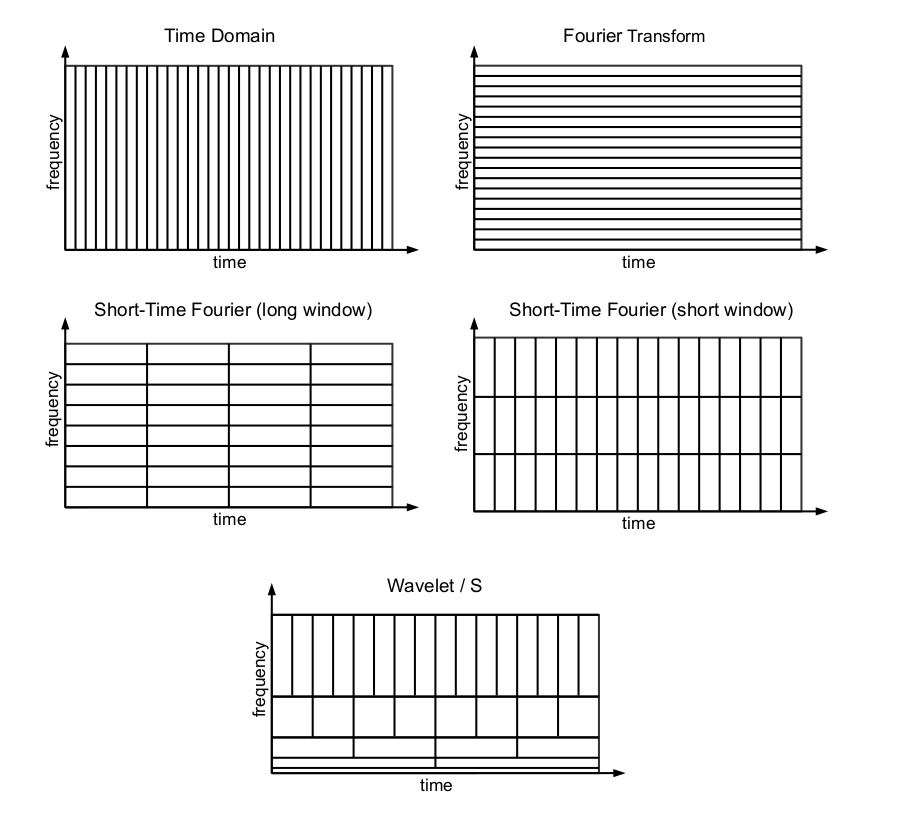 Time Domain
Fourier Transform
frequency
frequency
time
time
Short-Time Fourier (long window)
Short-Time Fourier (short window)
frequency
frequency
time
time
Wavelet / S
frequency
time